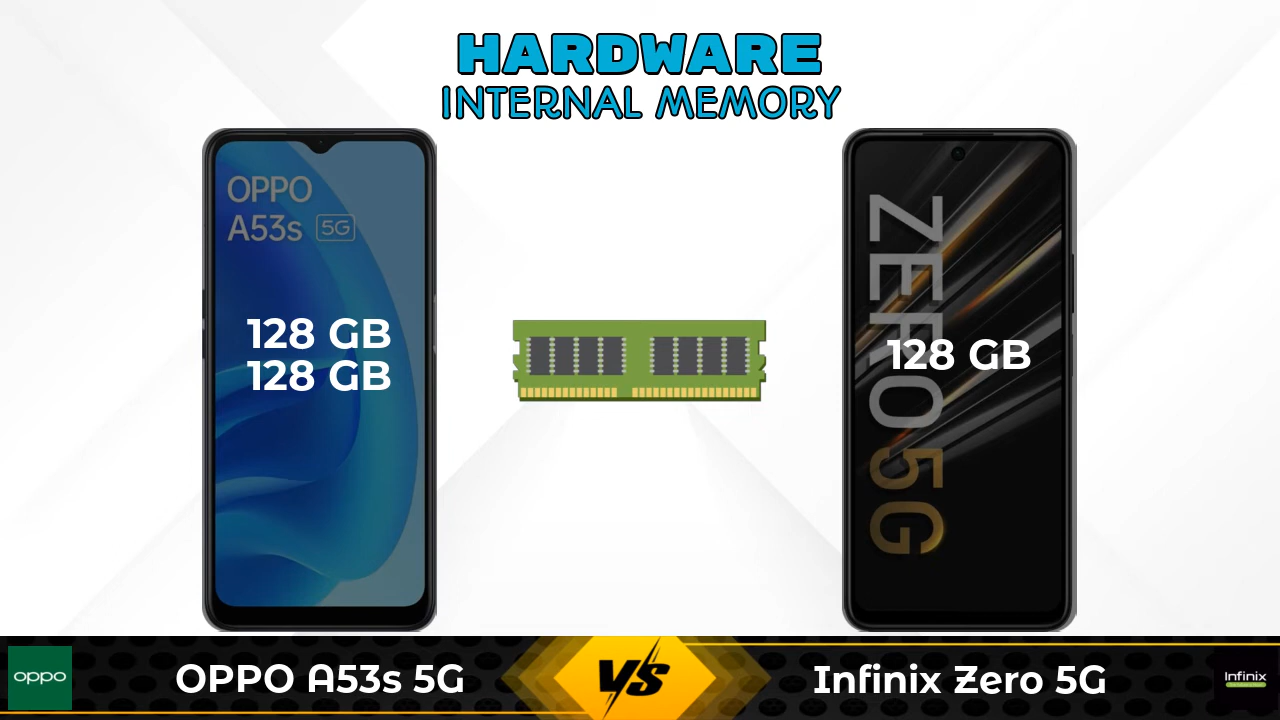 HARDWARE
INTERNAL MEMORY
OPPO
A53s 5G
128 GB
128 GB
ZERO 5G
128 GB
oppo
OPPO A53s 5G
VS
Infinix Zero 5G
Infinix